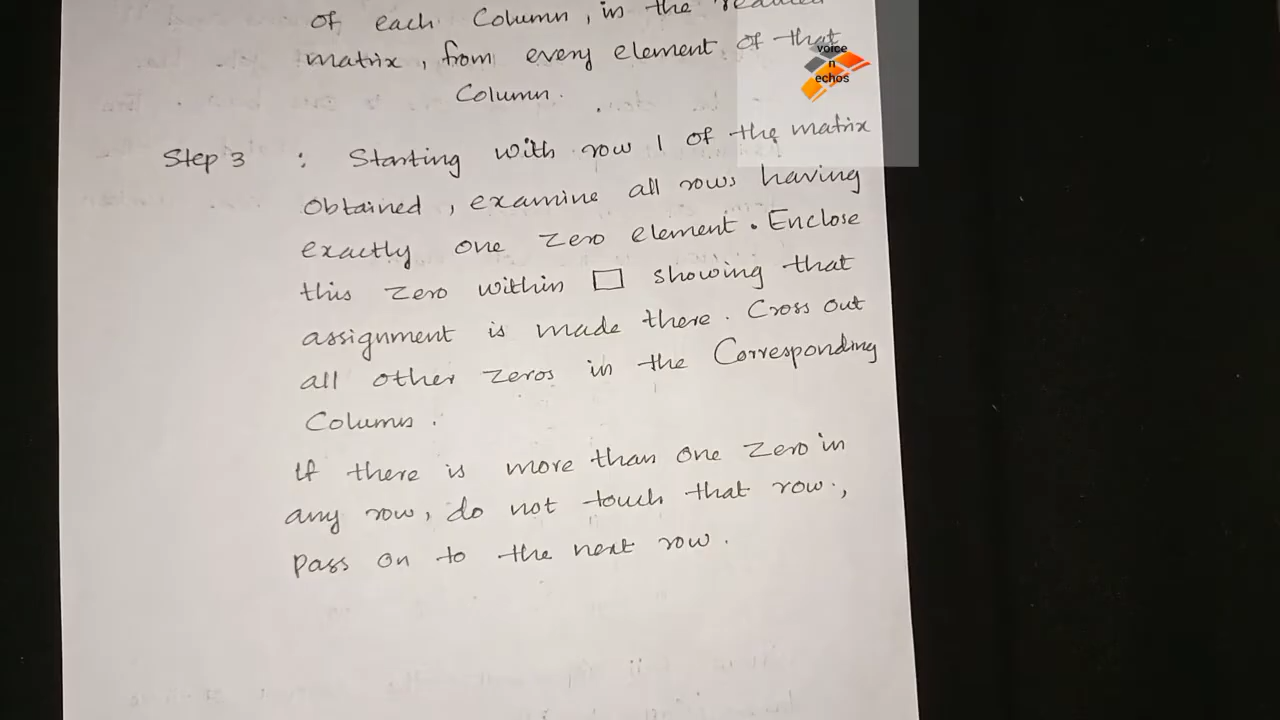 of each Column, in the reduced
matrix, from every element of that
Column.
voice
n
echos
Step 3 : Starting with row 1 of the matrix
Obtained, examine all rows having
exactly one zero element. Enclose
this zero within □ showing that
assignment is made there. Cross out
all other zeros in the Corresponding
Column.
If there is more than one zero in
any row, do not touch that row,
pass on to the next row.